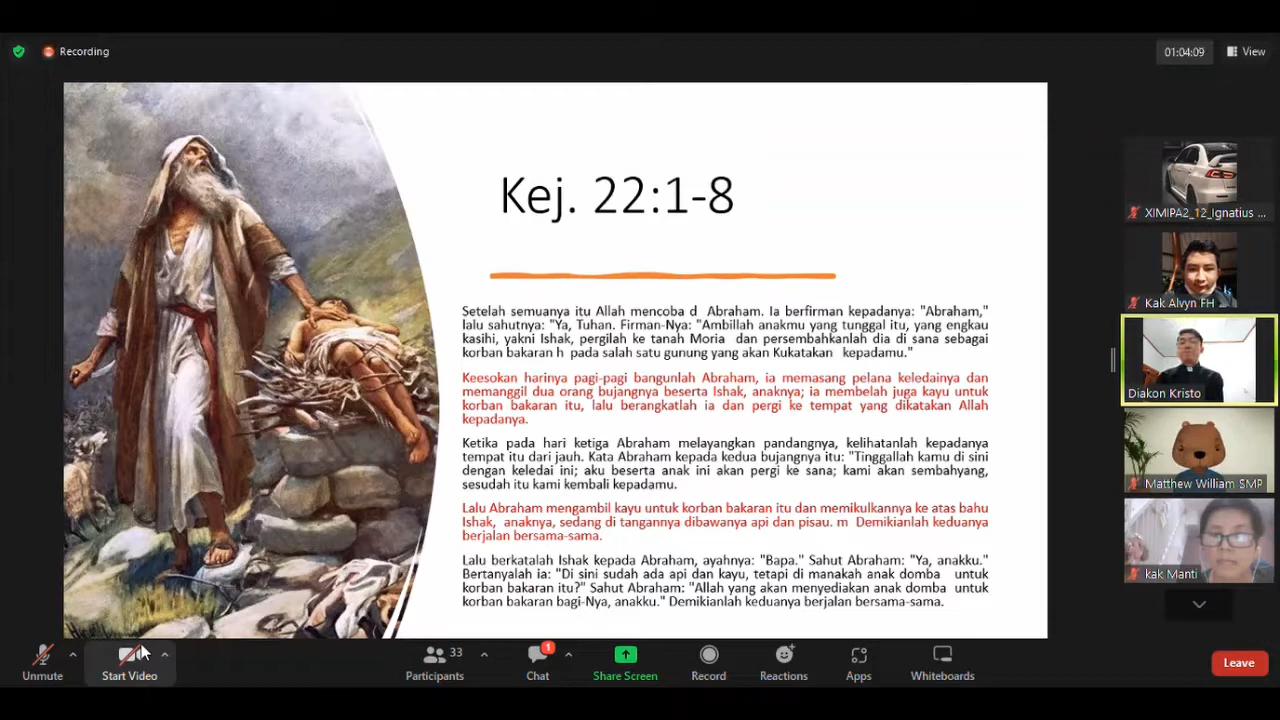 Recording
01:04:09
View
Kej. 22:1-8
Setelah semuanya itu Allah mencoba d Abraham. Ia berfirman kepadanya: "Abraham,"
lalu sahutnya: "Ya, Tuhan. Firman-Nya: "Ambillah anakmu yang tunggal itu, yang engkau
kasihi, yakni Ishak, pergilah ke tanah Moria dan persembahkanlah dia di sana sebagai
korban bakaran h pada salah satu gunung yang akan Kukatakan kepadamu."
Keesokan harinya pagi-pagi bangunlah Abraham, ia memasang pelana keledainya dan
memanggil dua orang bujangnya beserta Ishak, anaknya; ia membelah juga kayu untuk
korban bakaran itu, lalu berangkatlah ia dan pergi ke tempat yang dikatakan Allah
kepadanya.
Ketika pada hari ketiga Abraham melayangkan pandangnya, kelihatanlah kepadanya
tempat itu dari jauh. Kata Abraham kepada kedua bujangnya itu: "Tinggallah kamu di sini
dengan keledai ini; aku beserta anak ini akan pergi ke sana; kami akan sembahyang,
sesudah itu kami kembali kepadamu.
Lalu Abraham mengambil kayu untuk korban bakaran itu dan memikulkannya ke atas bahu
Ishak, anaknya, sedang di tangannya dibawanya api dan pisau. m Demikianlah keduanya
berjalan bersama-sama.
Lalu berkatalah Ishak kepada Abraham, ayahnya: "Bapa." Sahut Abraham: "Ya, anakku."
Bertanyalah ia: "Di sini sudah ada api dan kayu, tetapi di manakah anak domba untuk
korban bakaran itu?" Sahut Abraham: "Allah yang akan menyediakan anak domba untuk
korban bakaran bagi-Nya, anakku." Demikianlah keduanya berjalan bersama-sama.
XIMIPA2_12_Ignatius ...
Kak Alvyn FH
Diakon Kristo
Matthew William SMP
kak Manti
Unmute
Start Video
33
Participants
1
Chat
Share Screen
Record
Reactions
Apps
Whiteboards
Leave